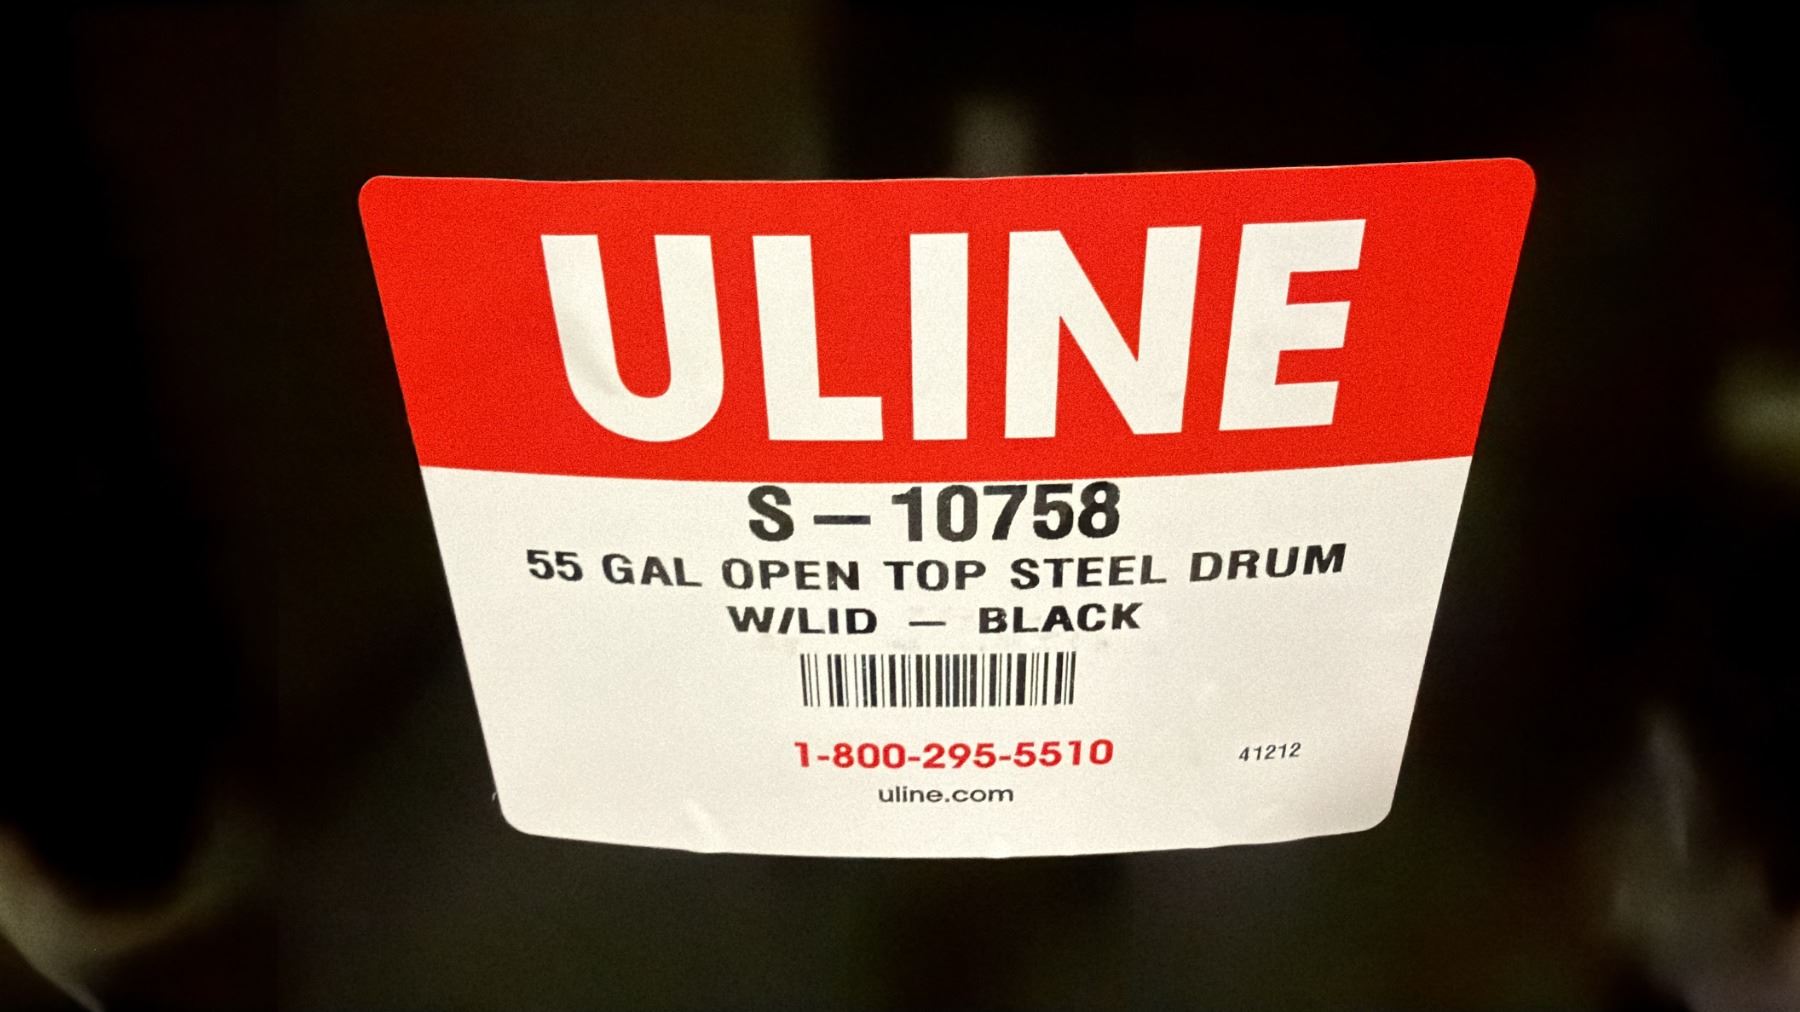 ULINE
S – 10758
55 GAL OPEN TOP STEEL DRUM
W/LID – BLACK
1-800-295-5510
41212
uline.com